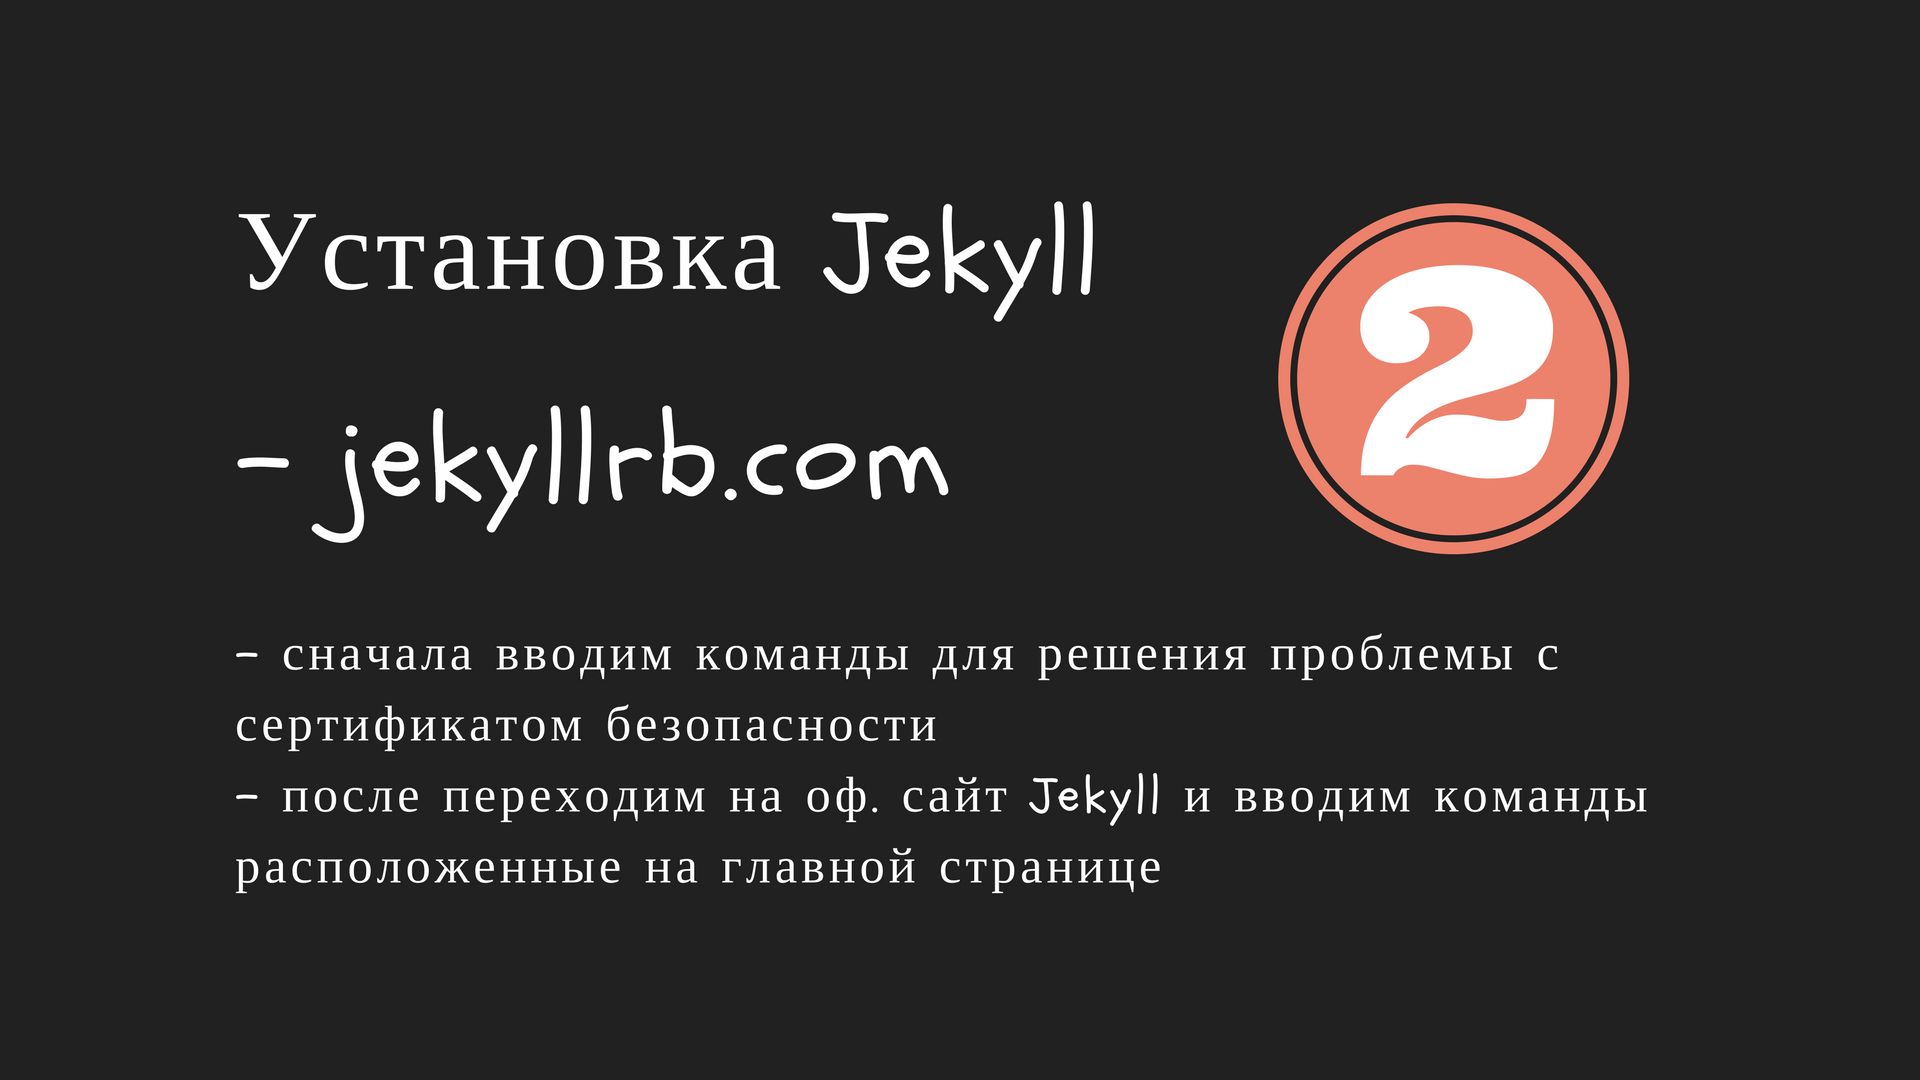 Установка Jekyll
2
- jekyllrb.com
- сначала вводим команды для решения проблемы с
сертификатом безопасности
- после переходим на оф. сайт Jekyll и вводим команды
расположенные на главной странице